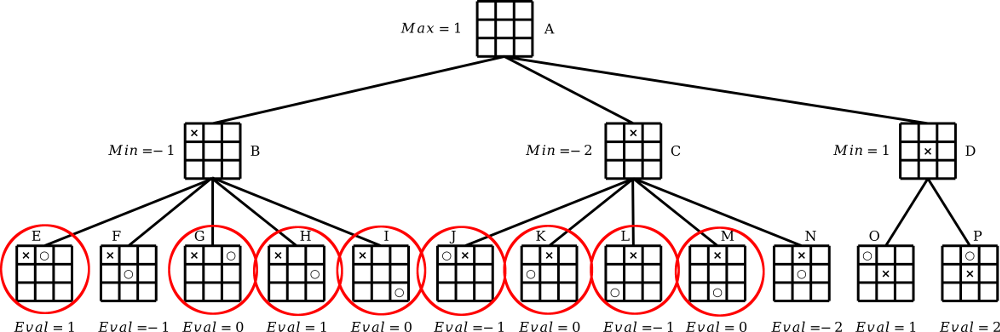 Max = 1 A
Min = -1 B Min = -2 C Min = 1 D
E F G H I J K L M N O P
× ○ × × ○ × × ○ × ○ × × × × × ○ ○
○ ○ ○ ○ × ×
○ ○ ○
Eval = 1 Eval = -1 Eval = 0 Eval = 1 Eval = 0 Eval = -1 Eval = 0 Eval = -1 Eval = 0 Eval = -2 Eval = 1 Eval = 2